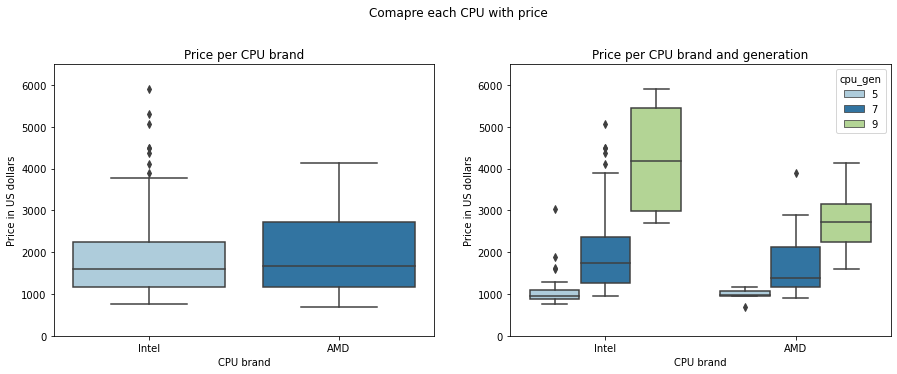 Comapre each CPU with price
Price per CPU brand
Price in US dollars
6000
5000
4000
3000
2000
1000
0
Intel
AMD
CPU brand
Price per CPU brand and generation
Price in US dollars
6000
5000
4000
3000
2000
1000
0
cpu_gen
5
7
9
Intel
AMD
CPU brand